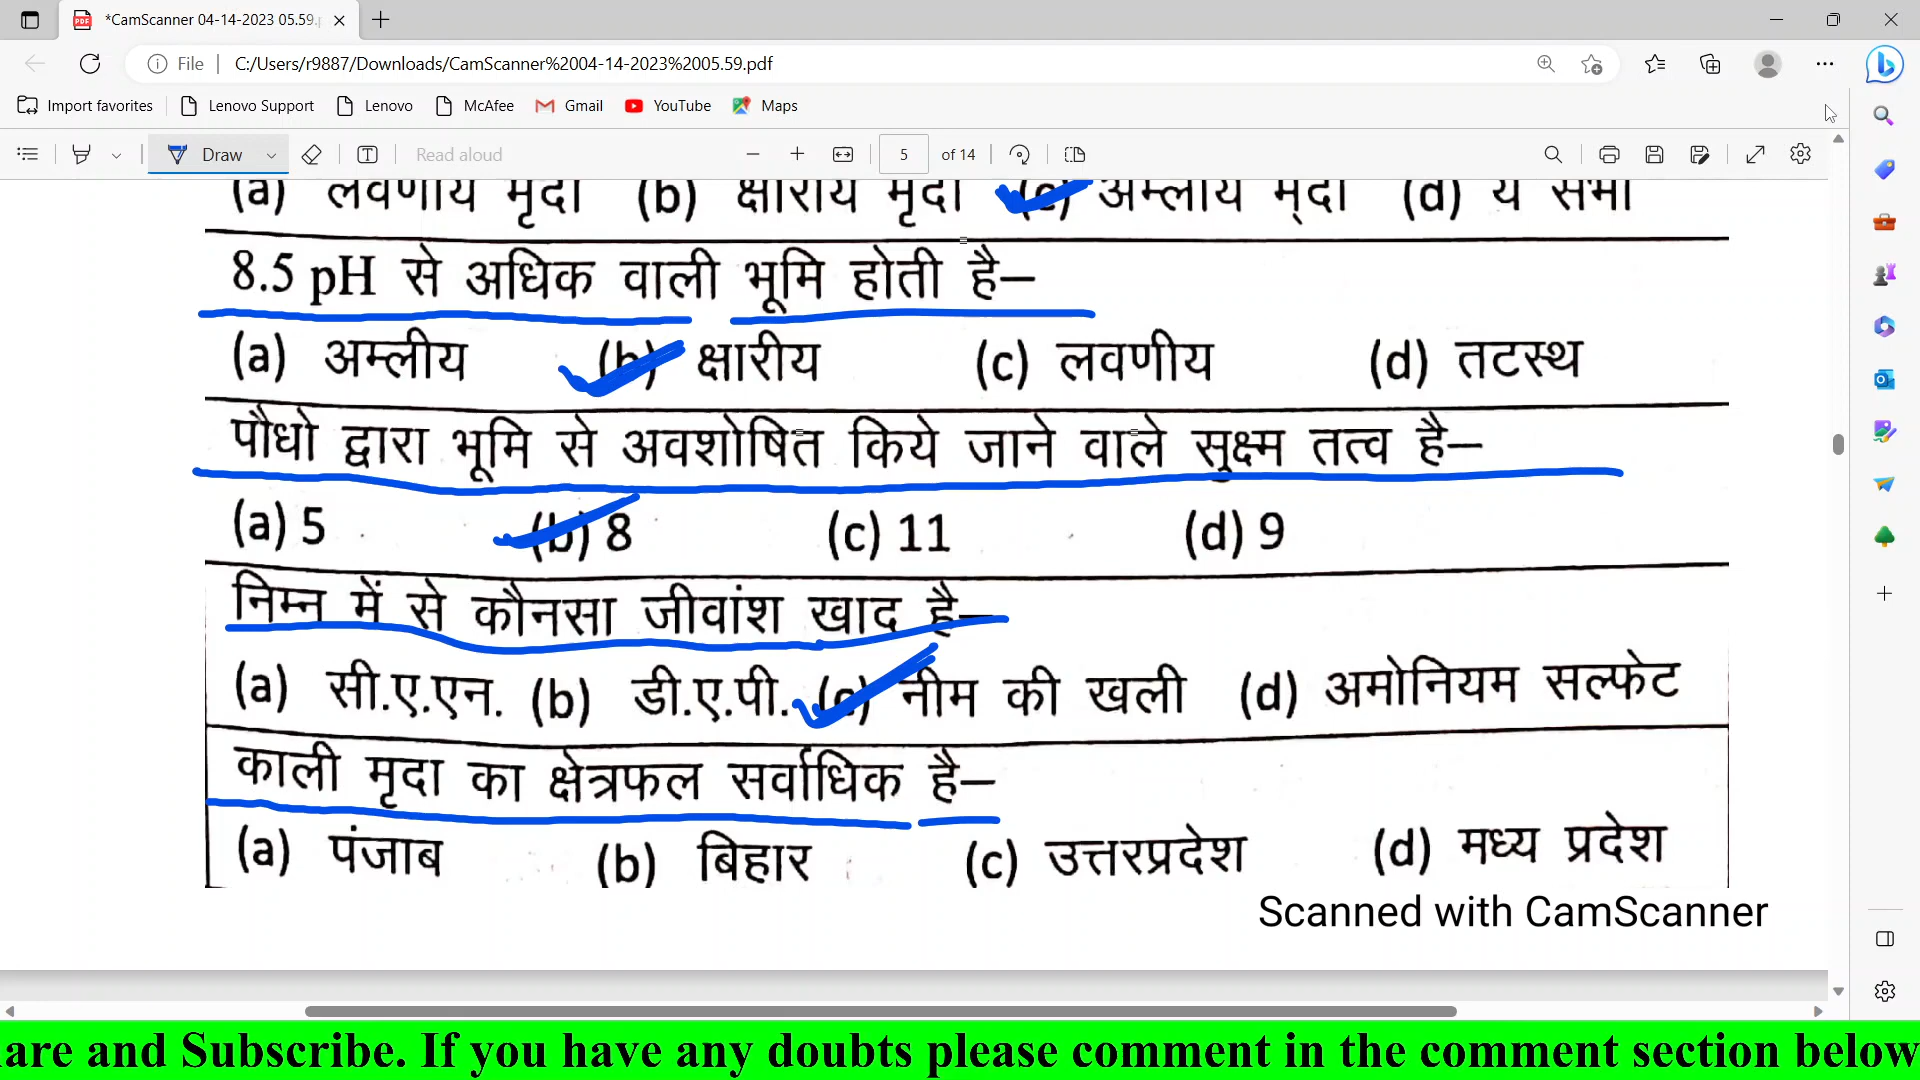 *CamScanner 04-14-2023 05.59.p
File C:/Users/r9887/Downloads/CamScanner%2004-14-2023%2005.59.pdf
Import favorites Lenovo Support Lenovo McAfee Gmail YouTube Maps
Draw Read aloud 5 of 14
(a) लवणीय मृदा (b) क्षारीय मृदा (c) अम्लीय मृदा (d) ये सभी
8.5 pH से अधिक वाली भूमि होती है–
(a) अम्लीय (b) क्षारीय (c) लवणीय (d) तटस्थ
पौधो द्वारा भूमि से अवशोषित किये जाने वाले सुक्ष्म तत्व है–
(a) 5 (b) 8 (c) 11 (d) 9
निम्न में से कौनसा जीवांश खाद है–
(a) सी.ए.एन. (b) डी.ए.पी. (c) नीम की खली (d) अमोनियम सल्फेट
काली मृदा का क्षेत्रफल सर्वाधिक है–
(a) पंजाब (b) बिहार (c) उत्तरप्रदेश (d) मध्य प्रदेश
Scanned with CamScanner
are and Subscribe. If you have any doubts please comment in the comment section below